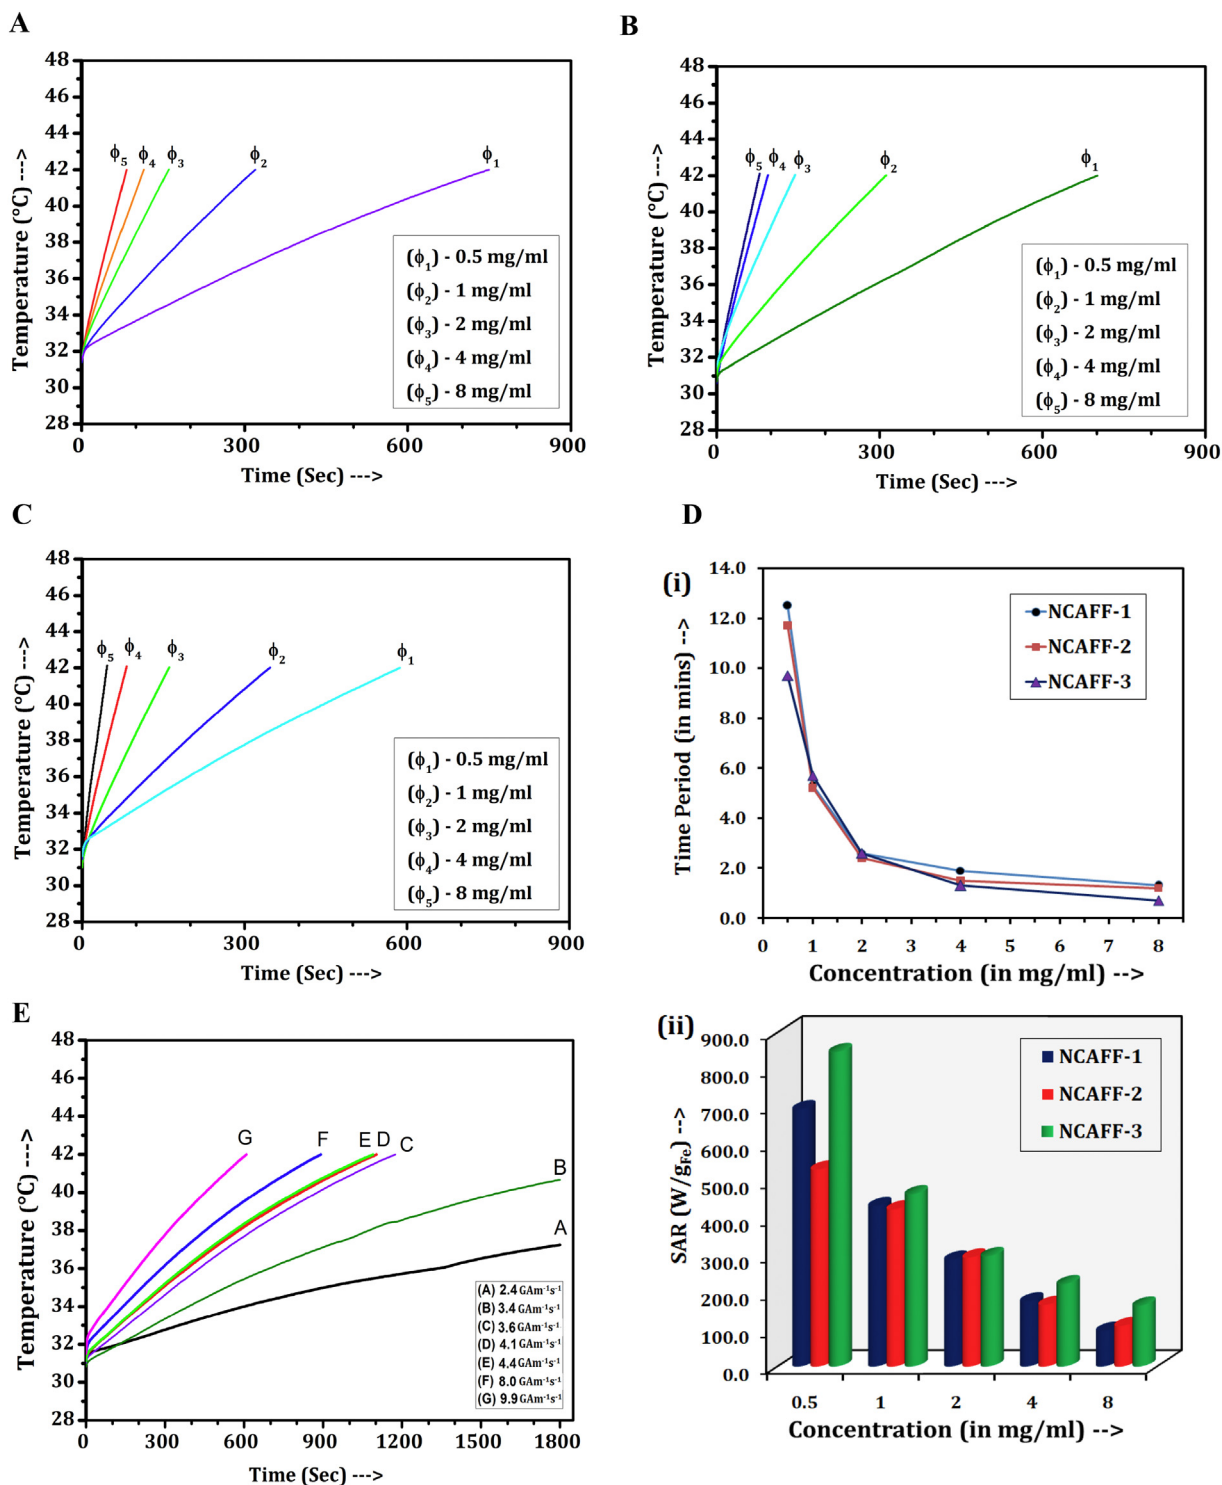 A
48
46
44
42
40
38
36
34
32
30
28
Temperature (°C) --->
ϕ5 ϕ4 ϕ3 ϕ2 ϕ1
(ϕ1) - 0.5 mg/ml
(ϕ2) - 1 mg/ml
(ϕ3) - 2 mg/ml
(ϕ4) - 4 mg/ml
(ϕ5) - 8 mg/ml
0 300 600 900
Time (Sec) --->
B
48
46
44
42
40
38
36
34
32
30
28
Temperature (°C) --->
ϕ5 ϕ4 ϕ3 ϕ2 ϕ1
(ϕ1) - 0.5 mg/ml
(ϕ2) - 1 mg/ml
(ϕ3) - 2 mg/ml
(ϕ4) - 4 mg/ml
(ϕ5) - 8 mg/ml
0 300 600 900
Time (Sec) --->
C
48
46
44
42
40
38
36
34
32
30
28
Temperature (°C) --->
ϕ5 ϕ4 ϕ3 ϕ2 ϕ1
(ϕ1) - 0.5 mg/ml
(ϕ2) - 1 mg/ml
(ϕ3) - 2 mg/ml
(ϕ4) - 4 mg/ml
(ϕ5) - 8 mg/ml
0 300 600 900
Time (Sec) --->
D
(i)
14.0
12.0
10.0
8.0
6.0
4.0
2.0
0.0
Time Period (in mins) -->
NCAFF-1
NCAFF-2
NCAFF-3
0 1 2 3 4 5 6 7 8
Concentration (in mg/ml) -->
E
48
46
44
42
40
38
36
34
32
30
28
Temperature (°C) --->
G F E D C B A
(A) 2.4 GAm⁻¹s⁻¹
(B) 3.4 GAm⁻¹s⁻¹
(C) 3.6 GAm⁻¹s⁻¹
(D) 4.1 GAm⁻¹s⁻¹
(E) 4.4 GAm⁻¹s⁻¹
(F) 8.0 GAm⁻¹s⁻¹
(G) 9.9 GAm⁻¹s⁻¹
0 300 600 900 1200 1500 1800
Time (Sec) --->
(ii)
900.0
800.0
700.0
600.0
500.0
400.0
300.0
200.0
100.0
0.0
SAR (W/gFe) -->
NCAFF-1
NCAFF-2
NCAFF-3
0.5 1 2 4 8
Concentration (in mg/ml) -->